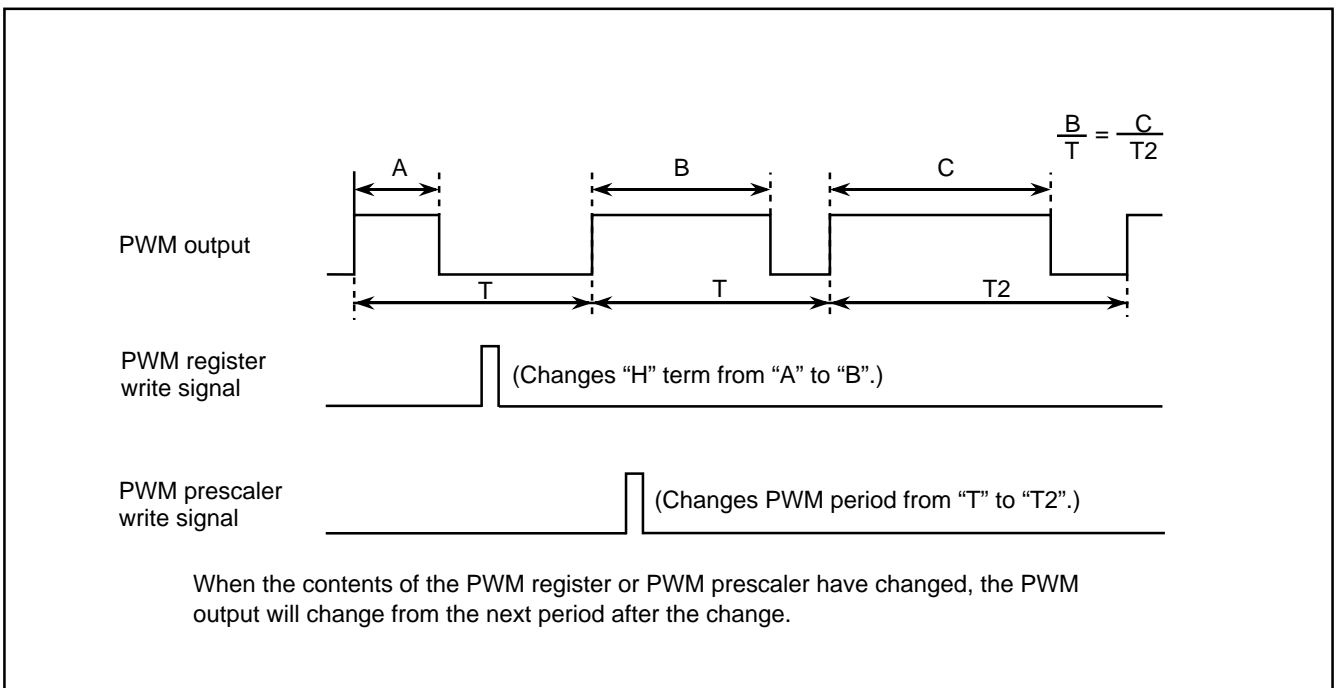 B = C
T T2
A B C
PWM output
T T T2
PWM register
write signal
(Changes “H” term from “A” to “B”.)
PWM prescaler
write signal
(Changes PWM period from “T” to “T2”.)
When the contents of the PWM register or PWM prescaler have changed, the PWM
output will change from the next period after the change.